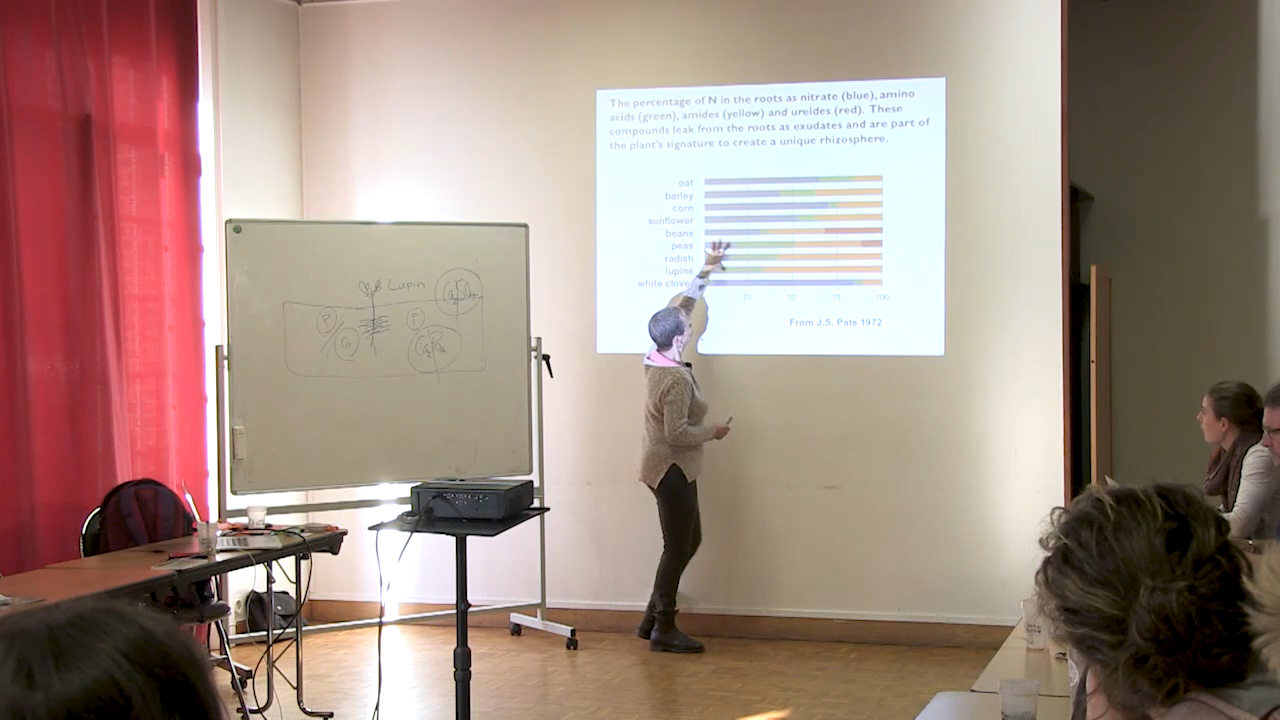 The percentage of N in the roots as nitrate (blue), amino
acids (green), amides (yellow) and ureides (red). These
compounds leak from the roots as exudates and are part of
the plant's signature to create a unique rhizosphere.
oat
barley
corn
sunflower
beans
peas
radish
lupine
white clove
25 50 75 100
From J.S. Pate 1972
Lupin
P
P